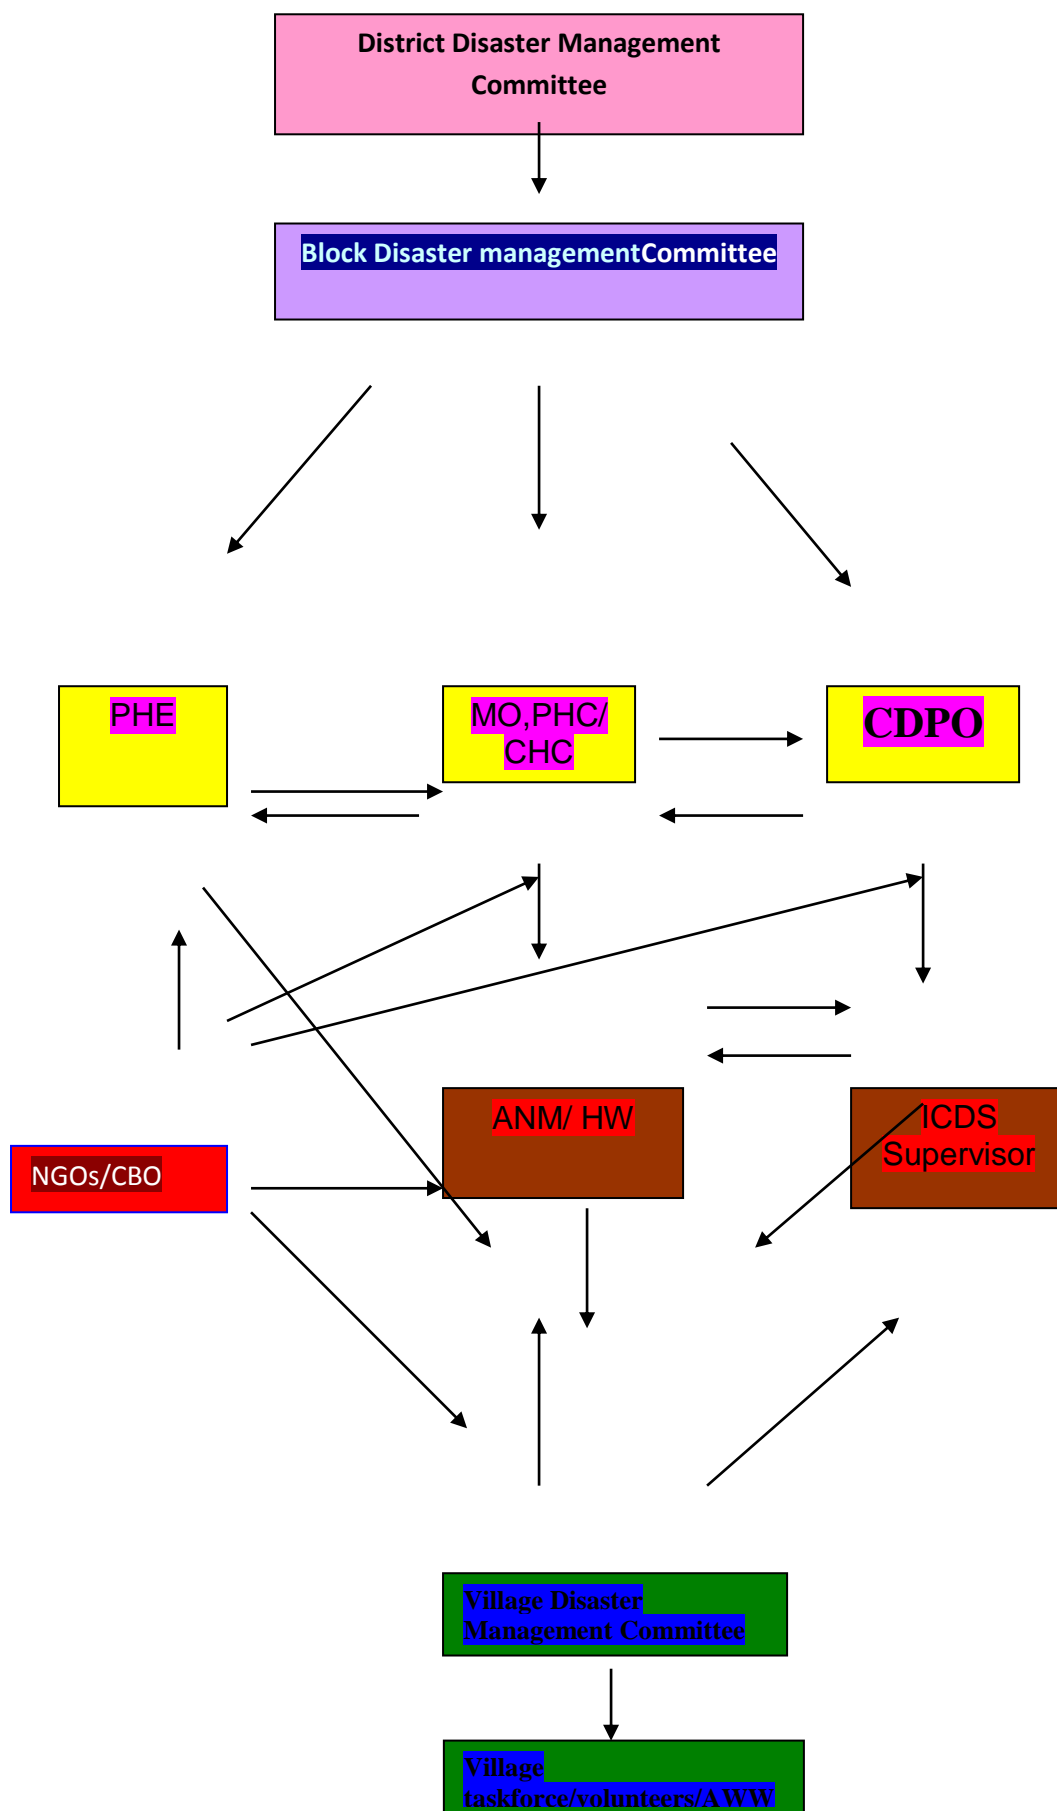 District Disaster Management
Committee
Block Disaster managementCommittee
PHE
MO,PHC/
CHC
CDPO
ANM/ HW
ICDS
Supervisor
NGOs/CBO
Village Disaster
Management Committee
Village
taskforce/volunteers/AWW